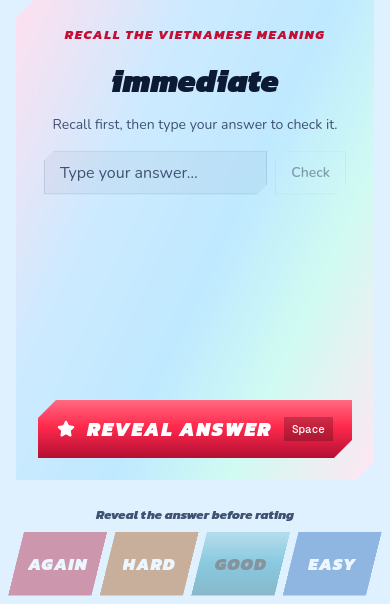 RECALL THE VIETNAMESE MEANING
immediate
Recall first, then type your answer to check it.
Type your answer... Check
REVEAL ANSWER Space
Reveal the answer before rating
AGAIN HARD GOOD EASY